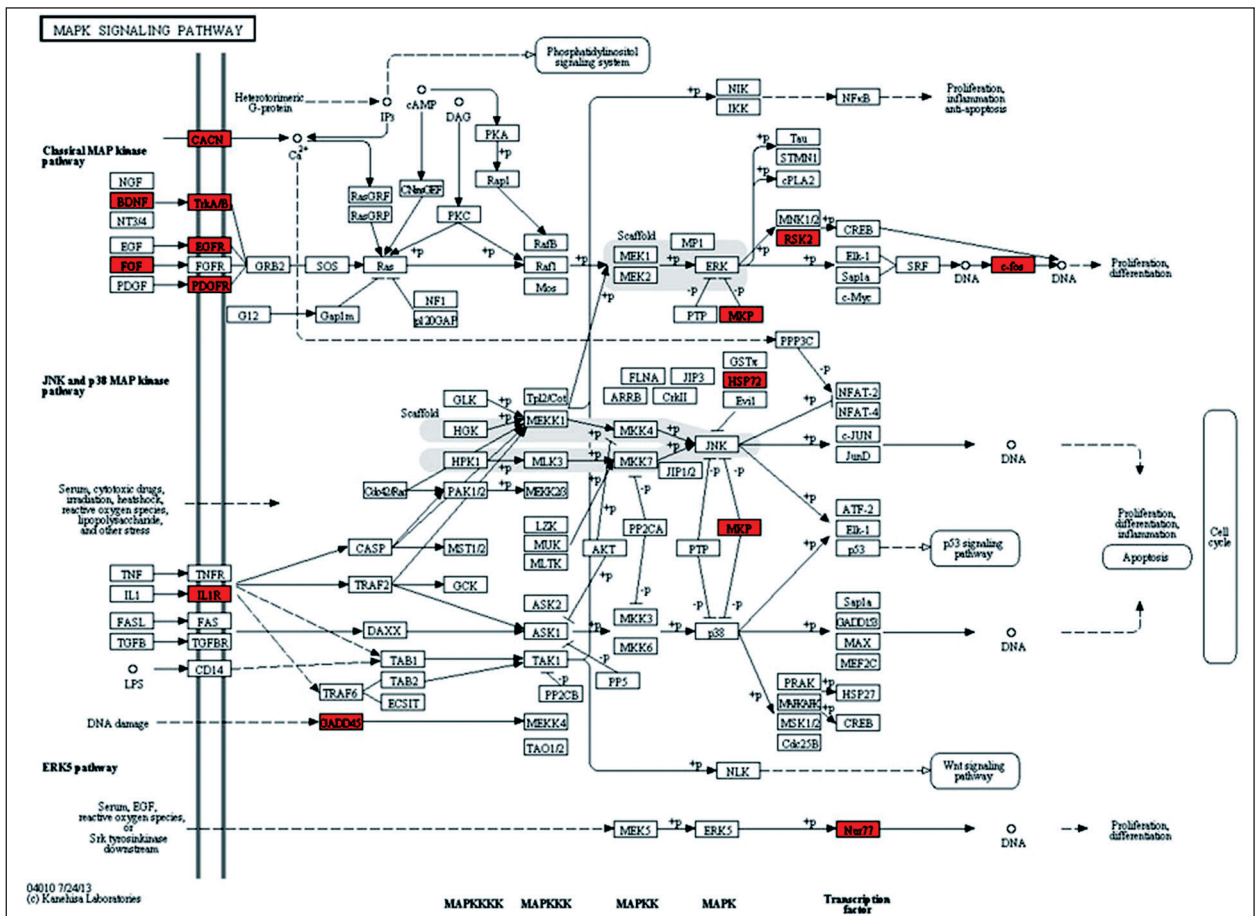 MAPK SIGNALING PATHWAY
Phosphatidylinositol
signaling system
Heterotorimeric
G-protein
IP3
cAMP
DAG
+p
NIK
IKK
NFκB
Proliferation,
inflammation
anti-apoptosis
CACN
Ca2+
PKA
+p
Classical MAP kinase
pathway
Tau
STMN1
cPLA2
NGF
BDNF
NT3/4
TrkA/B
RasGRF
RasGRP
CNasGEF
PKC
Rap1
EGF
EGFR
FGF
FGFR
PDGF
PDGFR
GRB2
SOS
Ras
+p
+p
RafB
Raf1
Mos
+p
+p
Scaffold
MEK1
MEK2
+p
MP1
ERK
+p
+p
MNK1/2
RSK2
+p
CREB
Elk-1
Sap1a
c-Myc
SRF
DNA
c-fos
DNA
Proliferation,
differentiation
G12
Gap1m
NF1
p120GAP
-p
-p
PTP
MKP
PPP3C
-p
JNK and p38 MAP kinase
pathway
GLK
HGK
HPK1
Scaffold
Tpl2/Cot
MEKK1
MLK3
FLNA
JIP3
ARRB
CrkII
GSTπ
HSP72
Evi1
NFAT-2
NFAT-4
MKK4
MKK7
+p
+p
JNK
JIP1/2
+p
+p
c-JUN
JunD
DNA
Serum, cytotoxic drugs,
irradiation, heatshock,
reactive oxygen species,
lipopolysaccharide,
and other stress
Cdc42/Rac
+p
PAK1/2
+p
MEKK2/3
LZK
MUK
MLTK
-p
PP2CA
AKT
+p
-p
-p
PTP
MKP
+p
ATF-2
Elk-1
p53
p53 signaling
pathway
Proliferation,
differentiation,
inflammation
Apoptosis
Cell
cycle
CASP
MST1/2
TRAF2
GCK
TNF
TNFR
IL1
IL1R
FASL
FAS
TGFB
TGFBR
LPS
CD14
DAXX
ASK2
ASK1
+p
-p
MKK3
MKK6
+p
-p
-p
p38
+p
Sap1a
GADD153
MAX
MEF2C
DNA
TAB1
TAB2
TRAF6
ECSIT
TAK1
-p
-p
PP2CB
PP5
PRAK
MAPKAPK
MSK1/2
Cdc25B
+p
+p
+p
HSP27
CREB
DNA damage
GADD45
MEKK4
TAO1/2
ERK5 pathway
+p
NLK
Wnt signaling
pathway
Serum, EGF,
reactive oxygen species,
or
Srk tyrosinkinase
downstream
MEK5
+p
ERK5
+p
Nur77
DNA
Proliferation,
differentiation
04010 7/24/13
(c) Kanehisa Laboratories
MAPKKKK
MAPKKK
MAPKK
MAPK
Transcription
factor